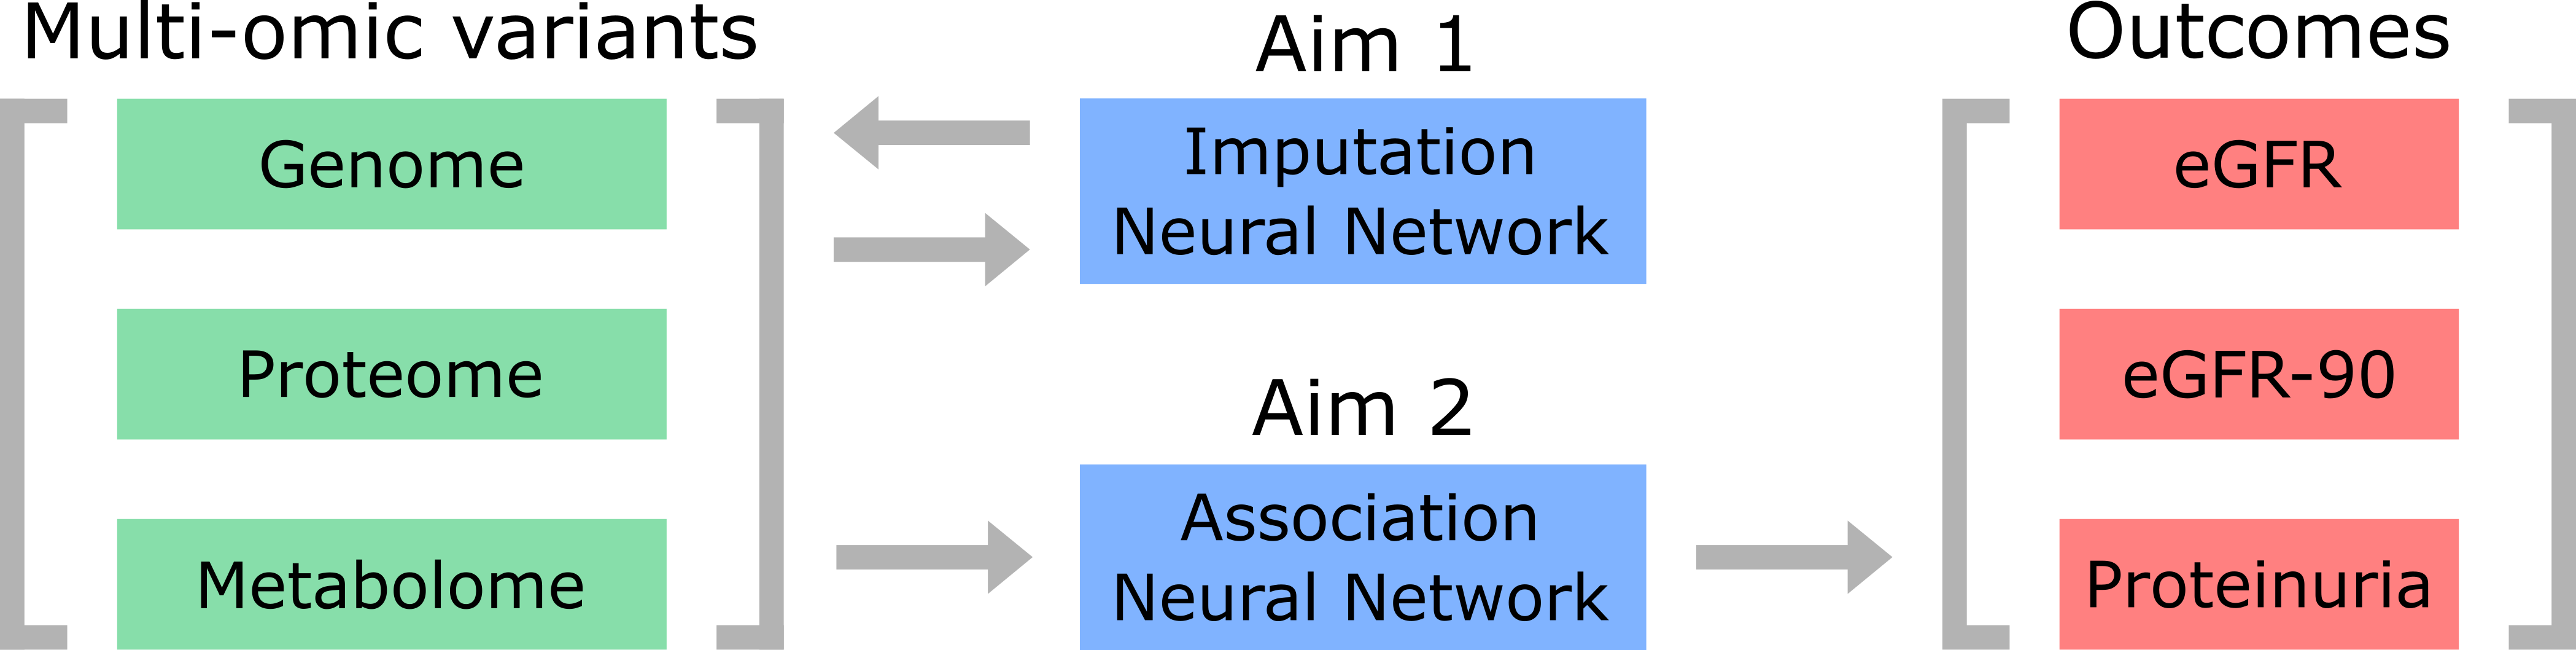 Multi-omic variants
Genome
Proteome
Metabolome
Aim 1
Imputation
Neural Network
Aim 2
Association
Neural Network
Outcomes
eGFR
eGFR-90
Proteinuria